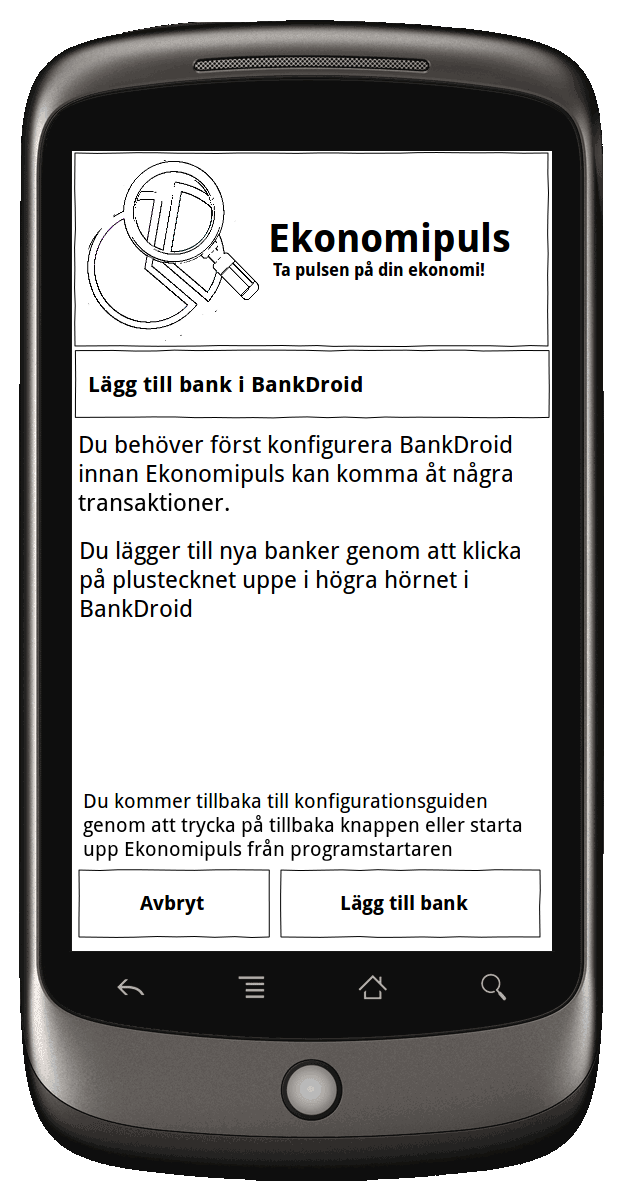 Ekonomipuls
Ta pulsen på din ekonomi!
Lägg till bank i BankDroid
Du behöver först konfigurera BankDroid
innan Ekonomipuls kan komma åt några
transaktioner.
Du lägger till nya banker genom att klicka
på plustecknet uppe i högra hörnet i
BankDroid
Du kommer tillbaka till konfigurationsguiden
genom att trycka på tillbaka knappen eller starta
upp Ekonomipuls från programstartaren
Avbryt
Lägg till bank